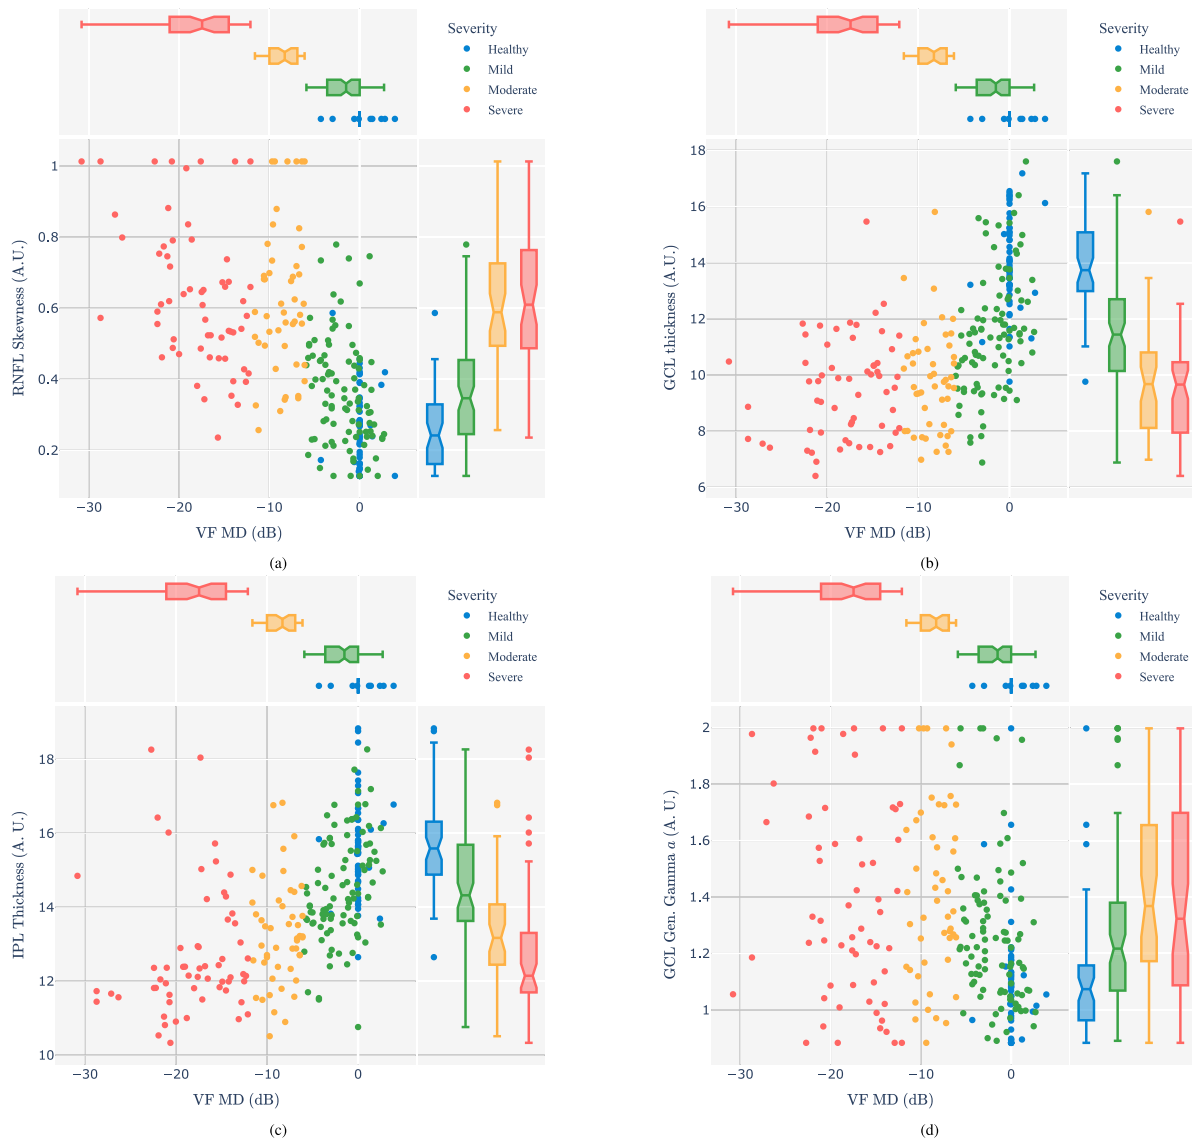 Severity
Healthy
Mild
Moderate
Severe
1
0.8
0.6
0.4
0.2
RNFL Skewness (A.U.)
−30
−20
−10
0
VF MD (dB)
(a)
Severity
Healthy
Mild
Moderate
Severe
18
16
14
12
10
8
6
GCL thickness (A.U.)
−30
−20
−10
0
VF MD (dB)
(b)
Severity
Healthy
Mild
Moderate
Severe
18
16
14
12
10
IPL Thickness (A. U.)
−30
−20
−10
0
VF MD (dB)
(c)
Severity
Healthy
Mild
Moderate
Severe
2
1.8
1.6
1.4
1.2
1
GCL Gen. Gamma a (A. U.)
−30
−20
−10
0
VF MD (dB)
(d)